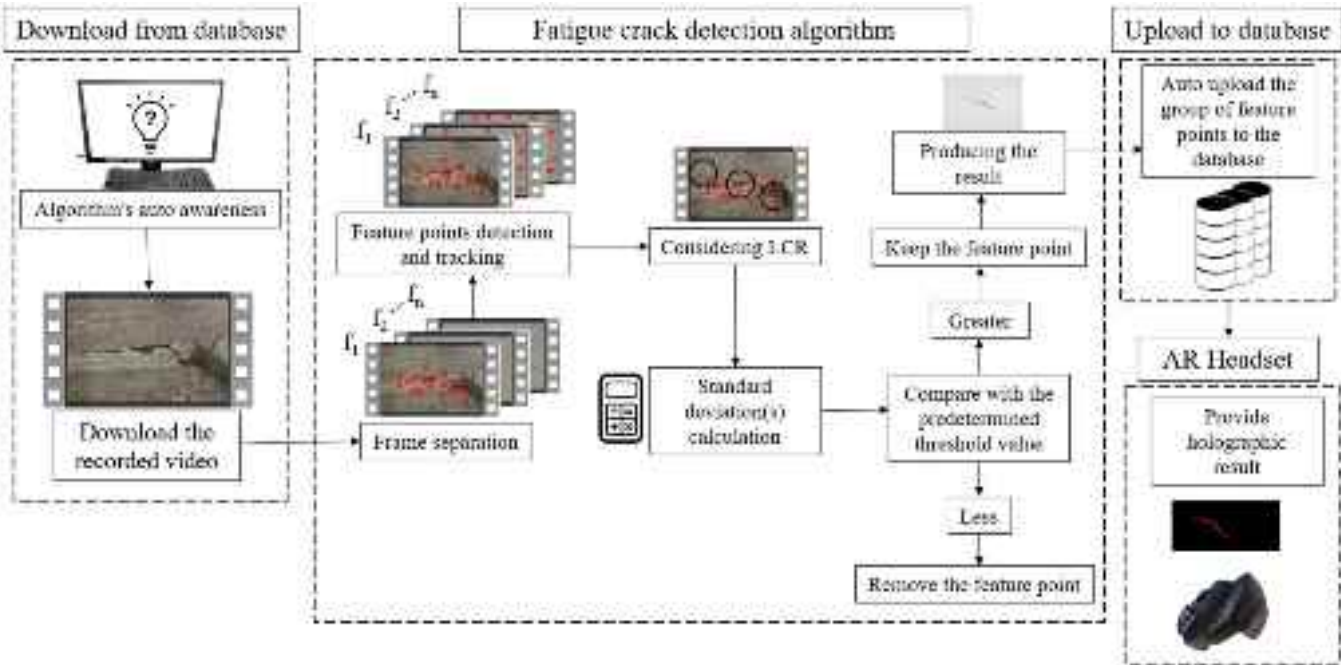 Download from database
?
Algorithm's auto awareness
Download the
recorded video
Fatigue crack detection algorithm
f1
f2
fn
Feature points detection
and tracking
f1
f2
fn
Frame separation
Considering LCR
Standard
deviation(s)
calculation
Producing the
result
Keep the feature point
Greater
Compare with the
predetermined
threshold value
Less
Remove the feature point
Upload to database
Auto upload the
group of feature
points to the
database
AR Headset
Provide
holographic
result